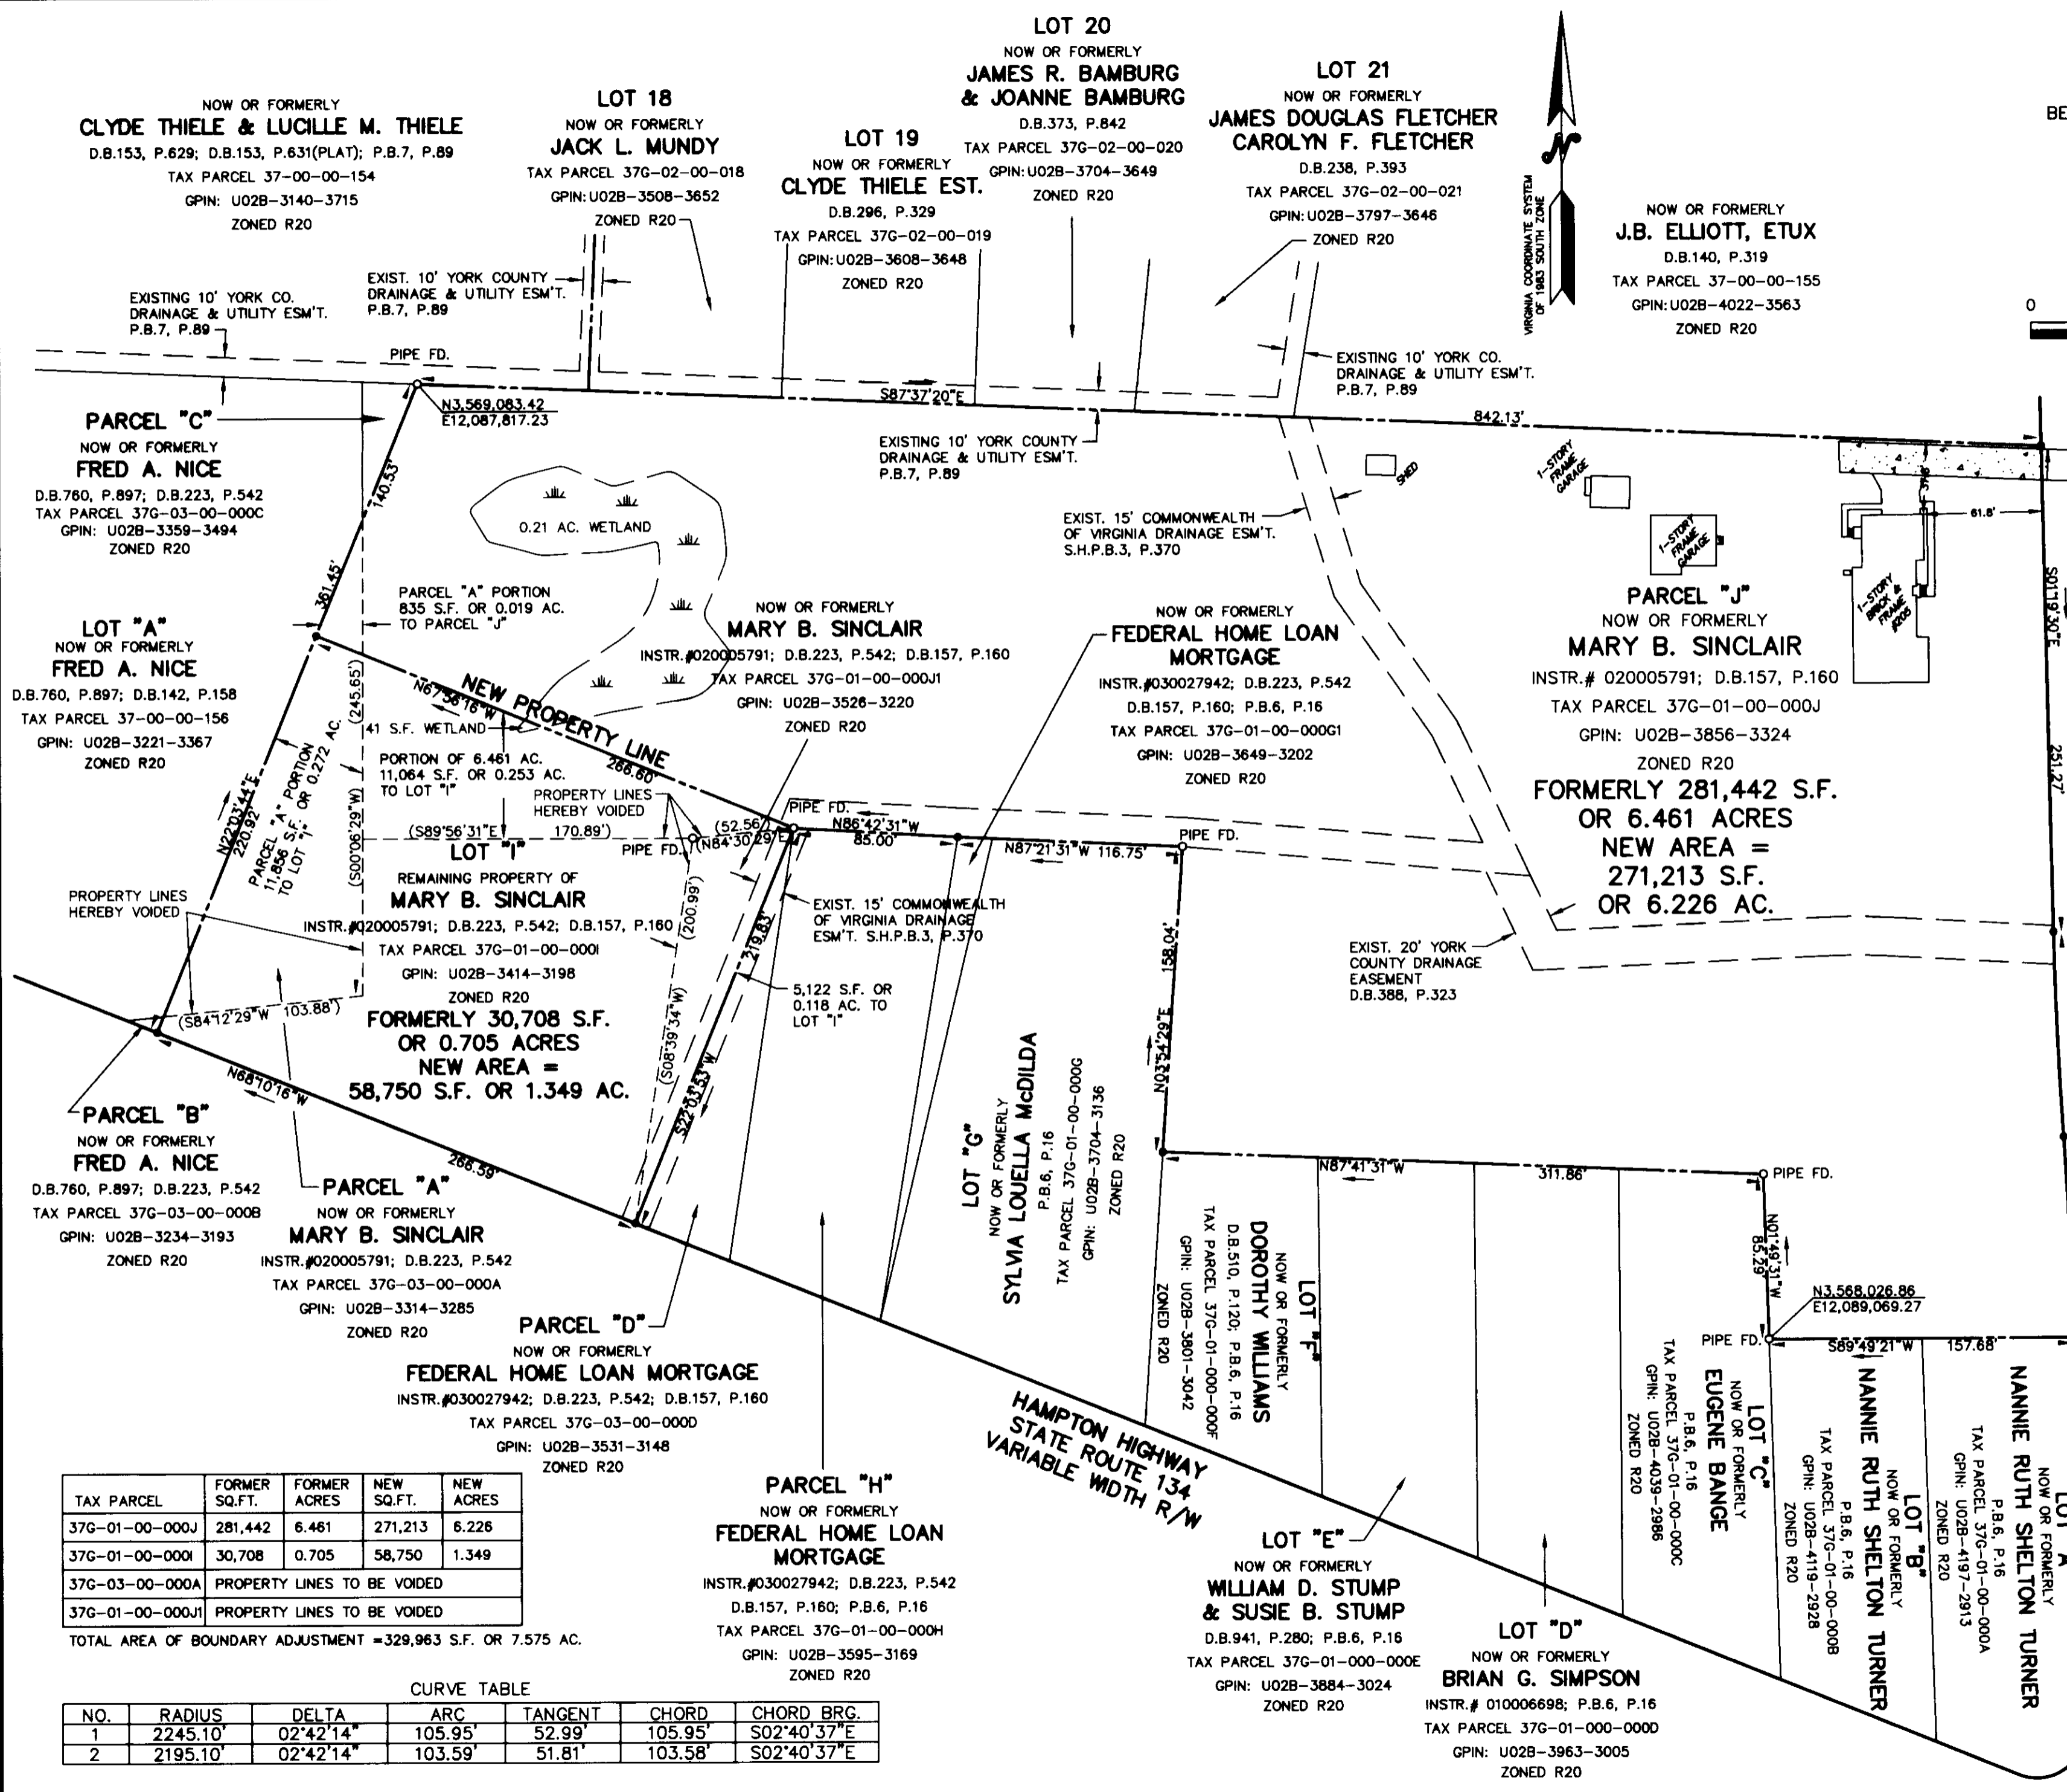 NOW OR FORMERLY
CLYDE THIELE & LUCILLE M. THIELE
D.B.153, P.629; D.B.153, P.631(PLAT); P.B.7, P.89
TAX PARCEL 37-00-00-154
GPIN: U02B-3140-3715
ZONED R20
LOT 18
NOW OR FORMERLY
JACK L. MUNDY
TAX PARCEL 37G-02-00-018
GPIN: U02B-3508-3652
ZONED R20
LOT 19
NOW OR FORMERLY
CLYDE THIELE EST.
D.B.296, P.329
TAX PARCEL 37G-02-00-019
GPIN: U02B-3608-3648
ZONED R20
LOT 20
NOW OR FORMERLY
JAMES R. BAMBURG
& JOANNE BAMBURG
D.B.373, P.842
TAX PARCEL 37G-02-00-020
GPIN: U02B-3704-3649
ZONED R20
LOT 21
NOW OR FORMERLY
JAMES DOUGLAS FLETCHER
CAROLYN F. FLETCHER
D.B.238, P.393
TAX PARCEL 37G-02-00-021
GPIN: U02B-3797-3646
ZONED R20
N
VIRGINIA COORDINATE SYSTEM
OF 1983 SOUTH ZONE
NOW OR FORMERLY
J.B. ELLIOTT, ETUX
D.B.140, P.319
TAX PARCEL 37-00-00-155
GPIN: U02B-4022-3563
ZONED R20
BE
0
EXISTING 10' YORK CO.
DRAINAGE & UTILITY ESM'T.
P.B.7, P.89
EXIST. 10' YORK COUNTY
DRAINAGE & UTILITY ESM'T.
P.B.7, P.89
PIPE FD.
EXISTING 10' YORK CO.
DRAINAGE & UTILITY ESM'T.
P.B.7, P.89
S87°37'20"E
842.13'
N3,569,083.42
E12,087,817.23
PARCEL "C"
NOW OR FORMERLY
FRED A. NICE
D.B.760, P.897; D.B.223, P.542
TAX PARCEL 37G-03-00-000C
GPIN: U02B-3359-3494
ZONED R20
140.53'
361.45'
0.21 AC. WETLAND
EXISTING 10' YORK COUNTY
DRAINAGE & UTILITY ESM'T.
P.B.7, P.89
EXIST. 15' COMMONWEALTH
OF VIRGINIA DRAINAGE ESM'T.
S.H.P.B.3, P.370
SHED
1-STORY
FRAME
GARAGE
1-STORY
FRAME
GARAGE
1-STORY
BRICK &
FRAME
#205
61.8'
S01°19'30"E
251.27'
LOT "A"
NOW OR FORMERLY
FRED A. NICE
D.B.760, P.897; D.B.142, P.158
TAX PARCEL 37-00-00-156
GPIN: U02B-3221-3367
ZONED R20
PARCEL "A" PORTION
835 S.F. OR 0.019 AC.
TO PARCEL "J"
(245.65')
(S00°06'29"W)
NOW OR FORMERLY
MARY B. SINCLAIR
INSTR.#020005791; D.B.223, P.542; D.B.157, P.160
TAX PARCEL 37G-01-00-000J1
GPIN: U02B-3526-3220
ZONED R20
NOW OR FORMERLY
FEDERAL HOME LOAN
MORTGAGE
INSTR.#030027942; D.B.223, P.542
D.B.157, P.160; P.B.6, P.16
TAX PARCEL 37G-01-00-000G1
GPIN: U02B-3649-3202
ZONED R20
PARCEL "J"
NOW OR FORMERLY
MARY B. SINCLAIR
INSTR.# 020005791; D.B.157, P.160
TAX PARCEL 37G-01-00-000J
GPIN: U02B-3856-3324
ZONED R20
FORMERLY 281,442 S.F.
OR 6.461 ACRES
NEW AREA =
271,213 S.F.
OR 6.226 AC.
NEW PROPERTY LINE
N67°56'16"W
266.60'
41 S.F. WETLAND
PORTION OF 6.461 AC.
11,064 S.F. OR 0.253 AC.
TO LOT "I"
PROPERTY LINES
HEREBY VOIDED
N22°03'44"E
220.92'
PARCEL "A" PORTION
11,856 S.F. OR 0.272 AC.
TO LOT "I"
(S89°56'31"E 170.89')
PIPE FD.
(52.56')
(N84°30'29"E)
PIPE FD.
N86°42'31"W
85.00'
N87°21'31"W 116.75'
PIPE FD.
PROPERTY LINES
HEREBY VOIDED
LOT "I"
REMAINING PROPERTY OF
MARY B. SINCLAIR
INSTR.#020005791; D.B.223, P.542; D.B.157, P.160
TAX PARCEL 37G-01-00-000I
GPIN: U02B-3414-3198
ZONED R20
FORMERLY 30,708 S.F.
OR 0.705 ACRES
NEW AREA =
58,750 S.F. OR 1.349 AC.
(200.99')
(S08°39'34"W)
219.83'
S22°03'53"W
EXIST. 15' COMMONWEALTH
OF VIRGINIA DRAINAGE
ESM'T. S.H.P.B.3, P.370
5,122 S.F. OR
0.118 AC. TO
LOT "I"
EXIST. 20' YORK
COUNTY DRAINAGE
EASEMENT
D.B.388, P.323
158.04'
N03°54'29"E
(S84°12'29"W 103.88')
N68°10'16"W
266.59'
PARCEL "B"
NOW OR FORMERLY
FRED A. NICE
D.B.760, P.897; D.B.223, P.542
TAX PARCEL 37G-03-00-000B
GPIN: U02B-3234-3193
ZONED R20
PARCEL "A"
NOW OR FORMERLY
MARY B. SINCLAIR
INSTR.#020005791; D.B.223, P.542
TAX PARCEL 37G-03-00-000A
GPIN: U02B-3314-3285
ZONED R20
PARCEL "D"
NOW OR FORMERLY
FEDERAL HOME LOAN MORTGAGE
INSTR.#030027942; D.B.223, P.542; D.B.157, P.160
TAX PARCEL 37G-03-00-000D
GPIN: U02B-3531-3148
ZONED R20
LOT "G"
NOW OR FORMERLY
SYLVIA LOUELLA McDILDA
P.B.6, P.16
TAX PARCEL 37G-01-00-000G
GPIN: U02B-3704-3136
ZONED R20
N87°41'31"W
311.86'
PIPE FD.
N01°49'31"W
85.29'
N3,568,026.86
E12,089,069.27
PIPE FD.
S89°49'21"W
157.68'
LOT "F"
NOW OR FORMERLY
DOROTHY WILLIAMS
D.B.510, P.120; P.B.6, P.16
TAX PARCEL 37G-01-000-000F
GPIN: U02B-3801-3042
ZONED R20
LOT "C"
NOW OR FORMERLY
EUGENE BANGE
P.B.6, P.16
TAX PARCEL 37G-01-00-000C
GPIN: U02B-4039-2986
ZONED R20
LOT "B"
NOW OR FORMERLY
NANNIE RUTH SHELTON TURNER
P.B.6, P.16
TAX PARCEL 37G-01-00-000B
GPIN: U02B-4119-2928
ZONED R20
LOT A
NOW OR FORMERLY
NANNIE RUTH SHELTON TURNER
P.B.6, P.16
TAX PARCEL 37G-01-00-000A
GPIN: U02B-4197-2913
ZONED R20
HAMPTON HIGHWAY
STATE ROUTE 134
VARIABLE WIDTH R/W
PARCEL "H"
NOW OR FORMERLY
FEDERAL HOME LOAN
MORTGAGE
INSTR.#030027942; D.B.223, P.542
D.B.157, P.160; P.B.6, P.16
TAX PARCEL 37G-01-00-000H
GPIN: U02B-3595-3169
ZONED R20
LOT "E"
NOW OR FORMERLY
WILLIAM D. STUMP
& SUSIE B. STUMP
D.B.941, P.280; P.B.6, P.16
TAX PARCEL 37G-01-000-000E
GPIN: U02B-3884-3024
ZONED R20
LOT "D"
NOW OR FORMERLY
BRIAN G. SIMPSON
INSTR.# 010006698; P.B.6, P.16
TAX PARCEL 37G-01-000-000D
GPIN: U02B-3963-3005
ZONED R20
TAX PARCEL FORMER SQ.FT. FORMER ACRES NEW SQ.FT. NEW ACRES
37G-01-00-000J 281,442 6.461 271,213 6.226
37G-01-00-000I 30,708 0.705 58,750 1.349
37G-03-00-000A PROPERTY LINES TO BE VOIDED
37G-01-00-000J1 PROPERTY LINES TO BE VOIDED
TOTAL AREA OF BOUNDARY ADJUSTMENT =329,963 S.F. OR 7.575 AC.
CURVE TABLE
NO. RADIUS DELTA ARC TANGENT CHORD CHORD BRG.
1 2245.10' 02°42'14" 105.95' 52.99' 105.95' S02°40'37"E
2 2195.10' 02°42'14" 103.59' 51.81' 103.58' S02°40'37"E